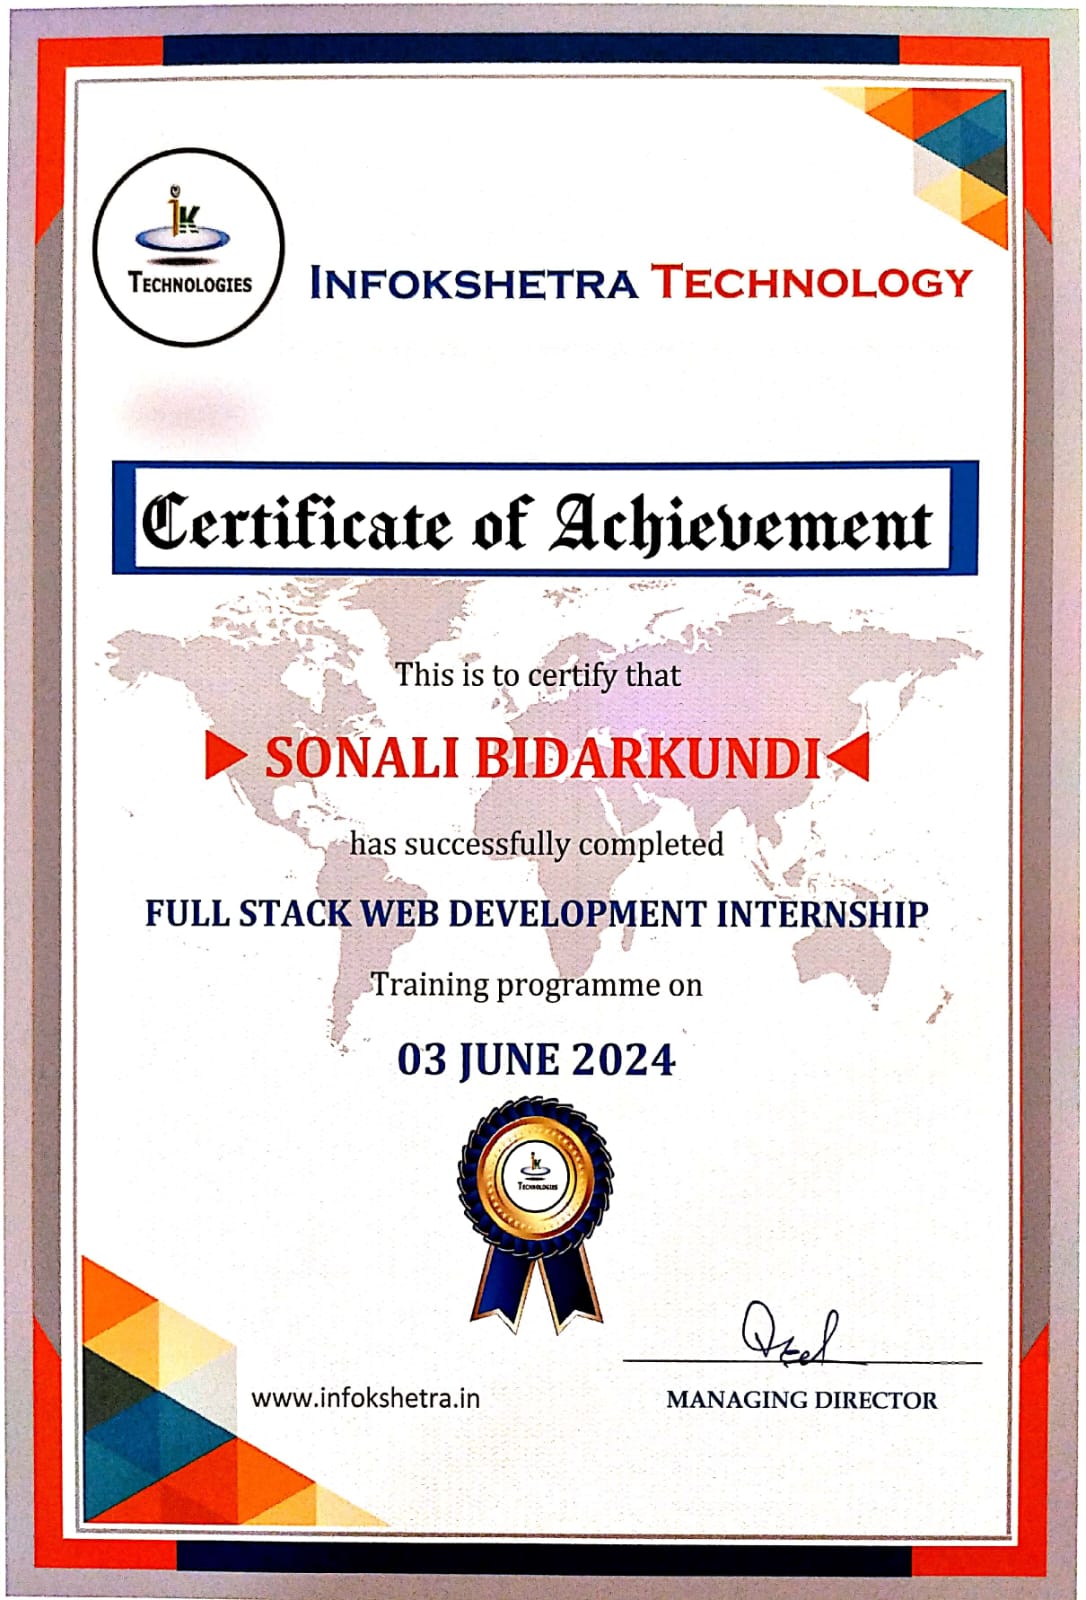 iK
TECHNOLOGIES
INFOKSHETRA TECHNOLOGY
Certificate of Achievement
This is to certify that
SONALI BIDARKUNDI
has successfully completed
FULL STACK WEB DEVELOPMENT INTERNSHIP
Training programme on
03 JUNE 2024
iK
TECHNOLOGIES
www.infokshetra.in
MANAGING DIRECTOR